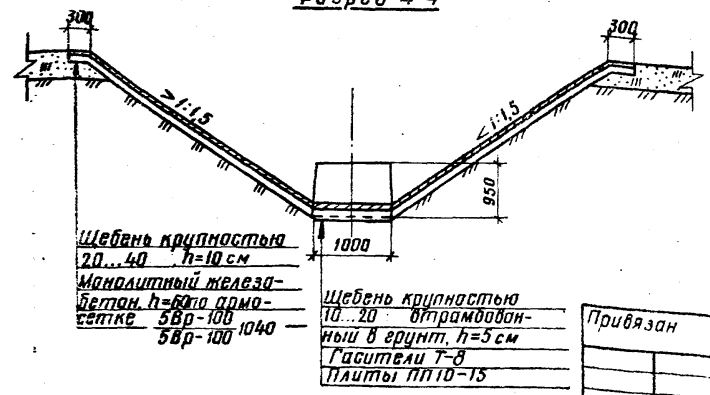 Разрез 4-4
300
300
>1:1,5
<1:1,5
950
1000
Щебень крупностью
20...40 h=10 см
Манолитный железа-
бетон, h=60 по арма-
сетке 5Вр-100
5Вр-100 1040
Щебень крупностью
10...20 втрамбован-
ный в грунт, h=5 см
Гасители Т-8
Плиты ПП10-15
Привязан